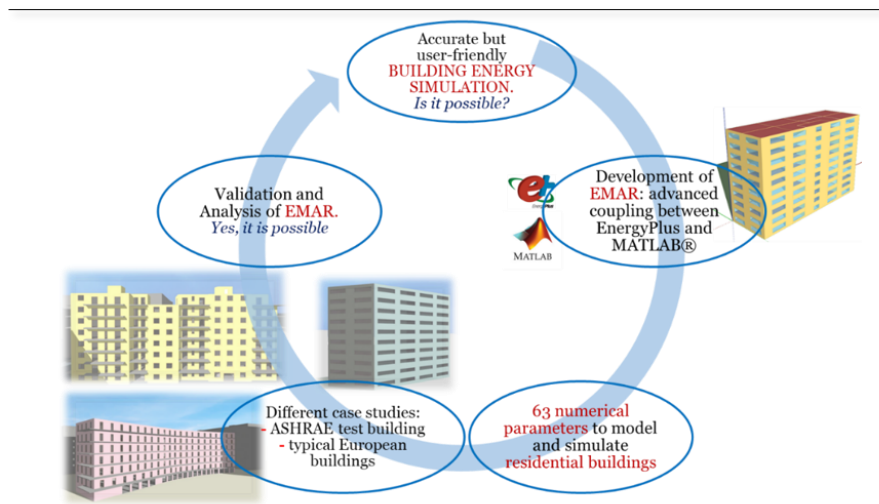 Accurate but
user-friendly
BUILDING ENERGY
SIMULATION.
Is it possible?
Development of
EMAR: advanced
coupling between
EnergyPlus and
MATLAB®
EnergyPlus
MATLAB
63 numerical
parameters to model
and simulate
residential buildings
Different case studies:
- ASHRAE test building
- typical European
buildings
Validation and
Analysis of EMAR.
Yes, it is possible